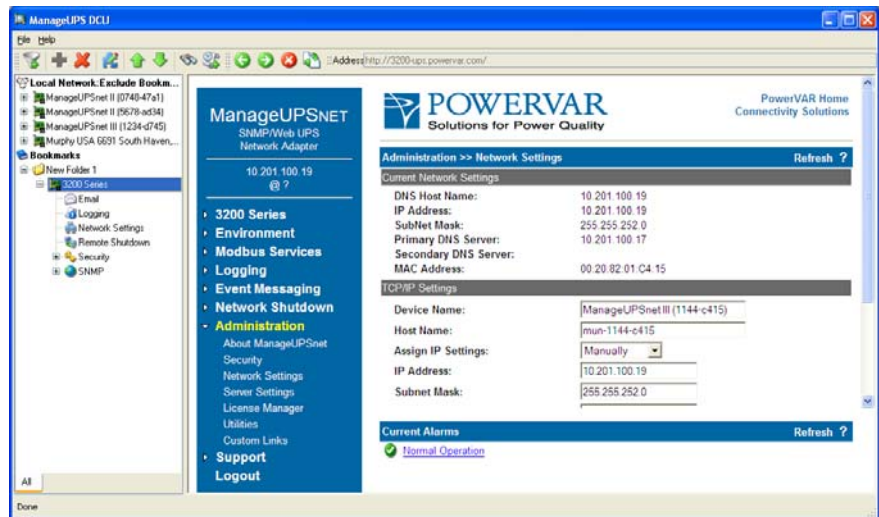 ManageUPS DCU
File Help
Address http://3200-ups.powervar.com/
Local Network:Exclude Bookm...
ManageUPSnet II (0748-47a1)
ManageUPSnet II (5678-ad34)
ManageUPSnet III (1234-d745)
Murphy USA 6691 South Haven,...
Bookmarks
New Folder 1
3200 Series
Email
Logging
Network Settings
Remote Shutdown
Security
SNMP
All
ManageUPSNET
SNMP/Web UPS
Network Adapter
10.201.100.19
@ ?
3200 Series
Environment
Modbus Services
Logging
Event Messaging
Network Shutdown
Administration
About ManageUPSnet
Security
Network Settings
Server Settings
License Manager
Utilities
Custom Links
Support
Logout
POWERVAR
Solutions for Power Quality
PowerVAR Home
Connectivity Solutions
Administration >> Network Settings Refresh ?
Current Network Settings
DNS Host Name: 10.201.100.19
IP Address: 10.201.100.19
SubNet Mask: 255.255.252.0
Primary DNS Server: 10.201.100.17
Secondary DNS Server:
MAC Address: 00.20.82.01.C4.15
TCP/IP Settings
Device Name: ManageUPSnet III (1144-c415)
Host Name: mun-1144-c415
Assign IP Settings: Manually
IP Address: 10.201.100.19
Subnet Mask: 255.255.252.0
Current Alarms Refresh ?
Normal Operation
Done